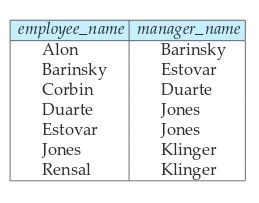 employee_name manager_name
Alon Barinsky
Barinsky Estovar
Corbin Duarte
Duarte Jones
Estovar Jones
Jones Klinger
Rensal Klinger